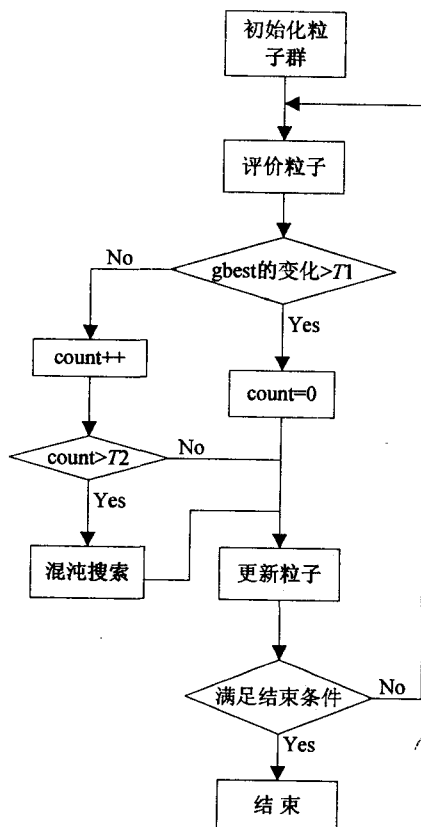 初始化粒
子群
评价粒子
gbest的变化>T1
No
Yes
count++
count=0
count>T2
No
Yes
混沌搜索
更新粒子
满足结束条件
No
Yes
结 束